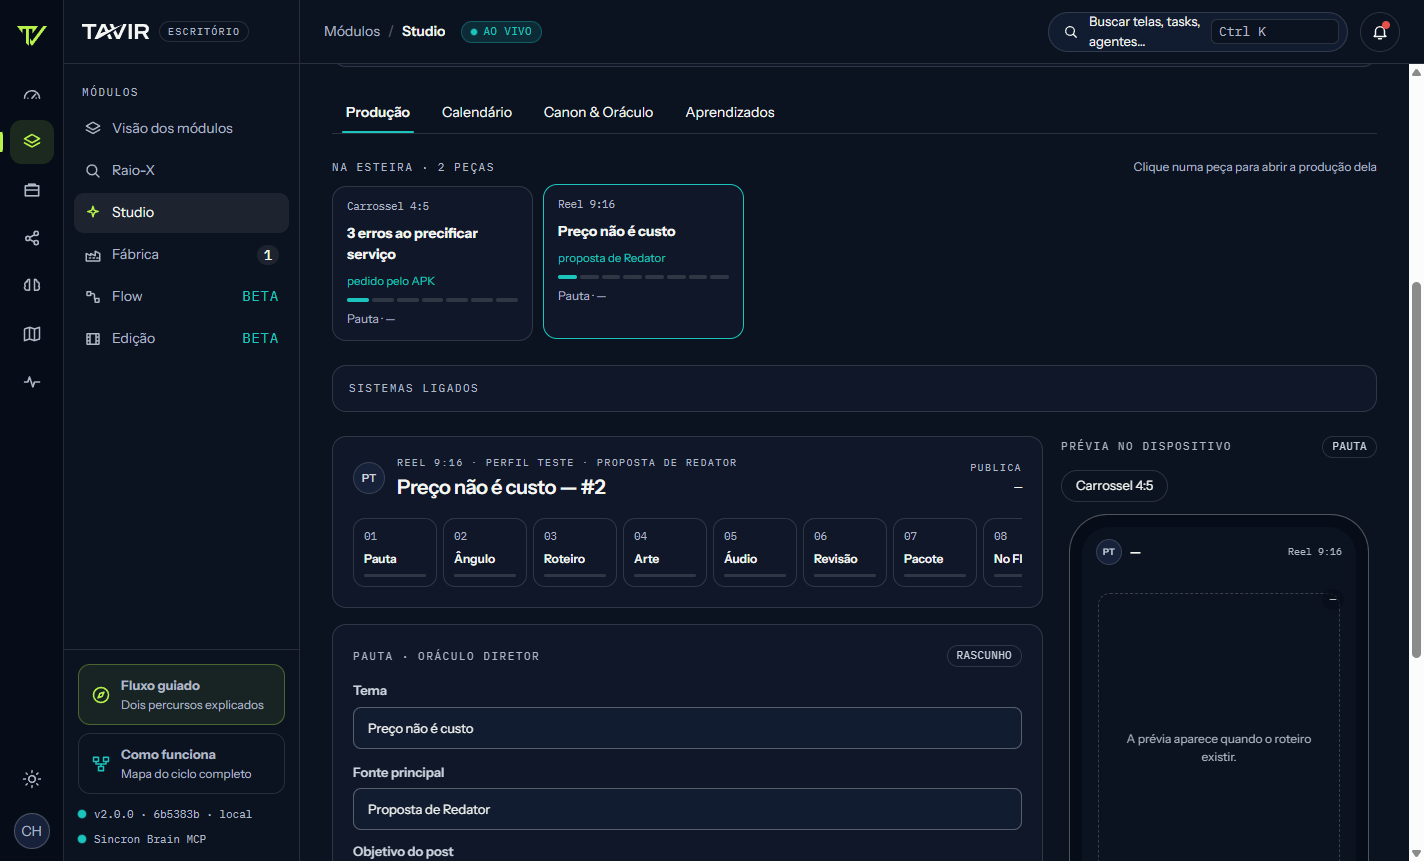 TAVIR
ESCRITÓRIO
Módulos / Studio
AO VIVO
Buscar telas, tasks,
agentes...
Ctrl K
MÓDULOS
Visão dos módulos
Raio-X
Studio
Fábrica
1
Flow
BETA
Edição
BETA
Fluxo guiado
Dois percursos explicados
Como funciona
Mapa do ciclo completo
v2.0.0 · 6b5383b · local
Sincron Brain MCP
CH
Produção
Calendário
Canon & Oráculo
Aprendizados
NA ESTEIRA · 2 PEÇAS
Clique numa peça para abrir a produção dela
Carrossel 4:5
3 erros ao precificar
serviço
pedido pelo APK
Pauta · —
Reel 9:16
Preço não é custo
proposta de Redator
Pauta · —
SISTEMAS LIGADOS
PT
REEL 9:16 · PERFIL TESTE · PROPOSTA DE REDATOR
Preço não é custo — #2
PUBLICA
—
01
Pauta
02
Ângulo
03
Roteiro
04
Arte
05
Áudio
06
Revisão
07
Pacote
08
No Fl
PAUTA · ORÁCULO DIRETOR
RASCUNHO
Tema
Preço não é custo
Fonte principal
Proposta de Redator
Objetivo do post
PRÉVIA NO DISPOSITIVO
PAUTA
Carrossel 4:5
PT
—
Reel 9:16
—
A prévia aparece quando o roteiro
existir.